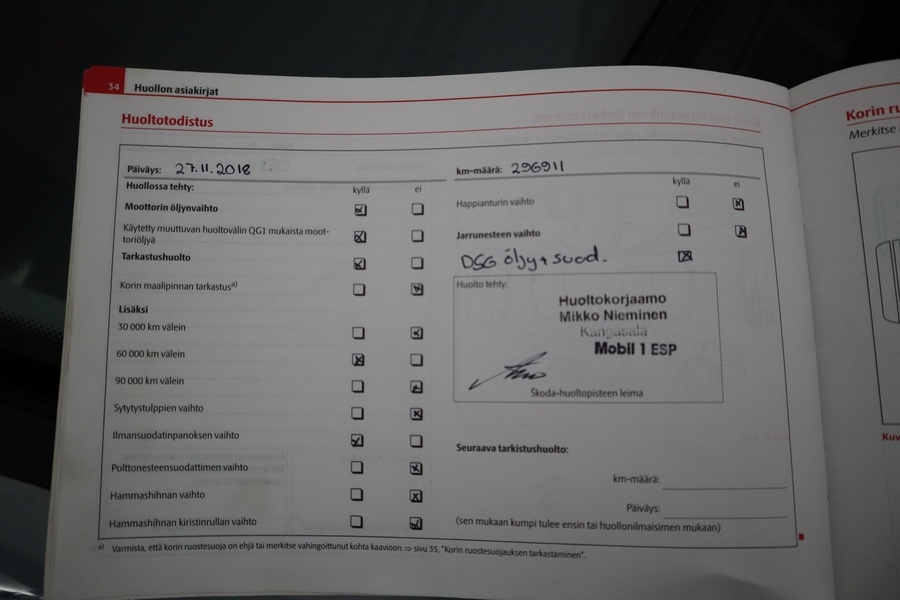 34 Huollon asiakirjat
Huoltotodistus
Päiväys: 27.11.2018
Huollossa tehty: kyllä ei
Moottorin öljynvaihto
Käytetty muuttuvan huoltovälin QG1 mukaista moot-
toriöljyä
Tarkastushuolto
Korin maalipinnan tarkastus a)
Lisäksi
30 000 km välein
60 000 km välein
90 000 km välein
Sytytystulppien vaihto
Ilmansuodatinpanoksen vaihto
Polttonesteensuodattimen vaihto
Hammashihnan vaihto
Hammashihnan kiristinrullan vaihto
km-määrä: 296911
kyllä ei
Happianturin vaihto
Jarrunesteen vaihto
DSG öljy + suod.
Huolto tehty:
Huoltokorjaamo
Mikko Nieminen
Kangasala
Mobil 1 ESP
Škoda-huoltopisteen leima
Seuraava tarkistushuolto:
km-määrä:
Päiväys:
(sen mukaan kumpi tulee ensin tai huollonilmaisimen mukaan)
a) Varmista, että korin ruostesuoja on ehjä tai merkitse vahingoittunut kohta kaavioon ⇒ sivu 35, "Korin ruostesuojauksen tarkastaminen".
Korin
Merkitse